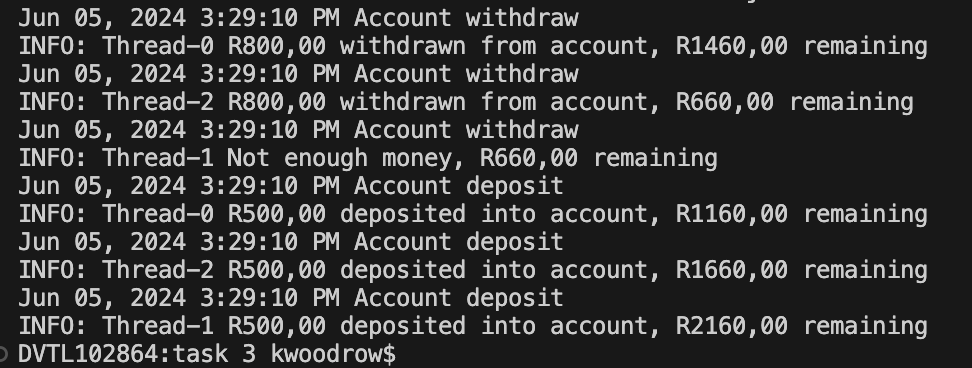 Jun 05, 2024 3:29:10 PM Account withdraw
INFO: Thread-0 R800,00 withdrawn from account, R1460,00 remaining
Jun 05, 2024 3:29:10 PM Account withdraw
INFO: Thread-2 R800,00 withdrawn from account, R660,00 remaining
Jun 05, 2024 3:29:10 PM Account withdraw
INFO: Thread-1 Not enough money, R660,00 remaining
Jun 05, 2024 3:29:10 PM Account deposit
INFO: Thread-0 R500,00 deposited into account, R1160,00 remaining
Jun 05, 2024 3:29:10 PM Account deposit
INFO: Thread-2 R500,00 deposited into account, R1660,00 remaining
Jun 05, 2024 3:29:10 PM Account deposit
INFO: Thread-1 R500,00 deposited into account, R2160,00 remaining
DVTL102864:task 3 kwoodrow$